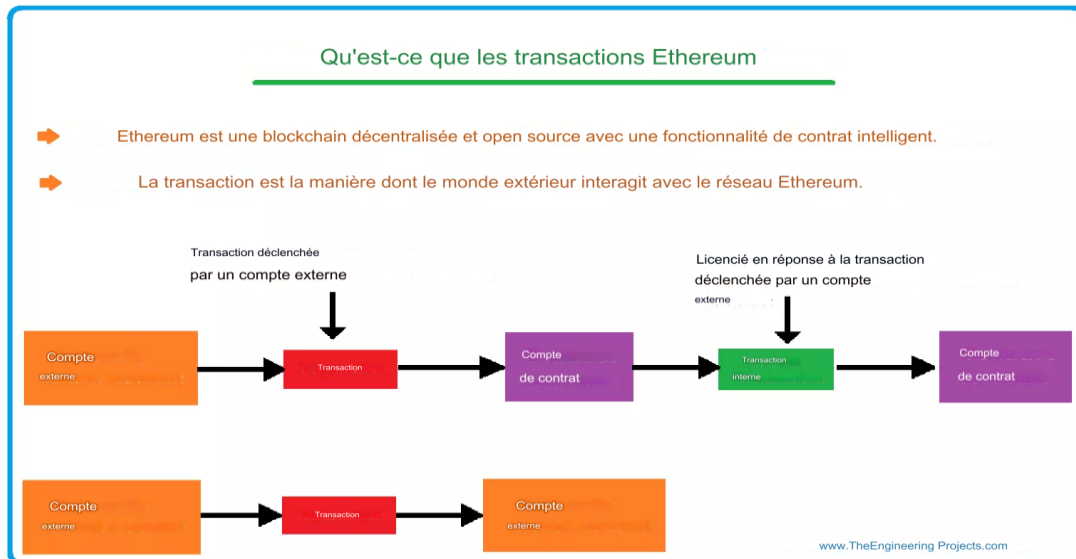 Qu'est-ce que les transactions Ethereum
Ethereum est une blockchain décentralisée et open source avec une fonctionnalité de contrat intelligent.
La transaction est la manière dont le monde extérieur interagit avec le réseau Ethereum.
Transaction déclenchée
par un compte externe
Licencié en réponse à la transaction
déclenchée par un compte
externe
Compte
externe
Transaction
Compte
de contrat
Transaction
interne
Compte
de contrat
Compte
externe
Transaction
Compte
externe
www.TheEngineering Projects.com